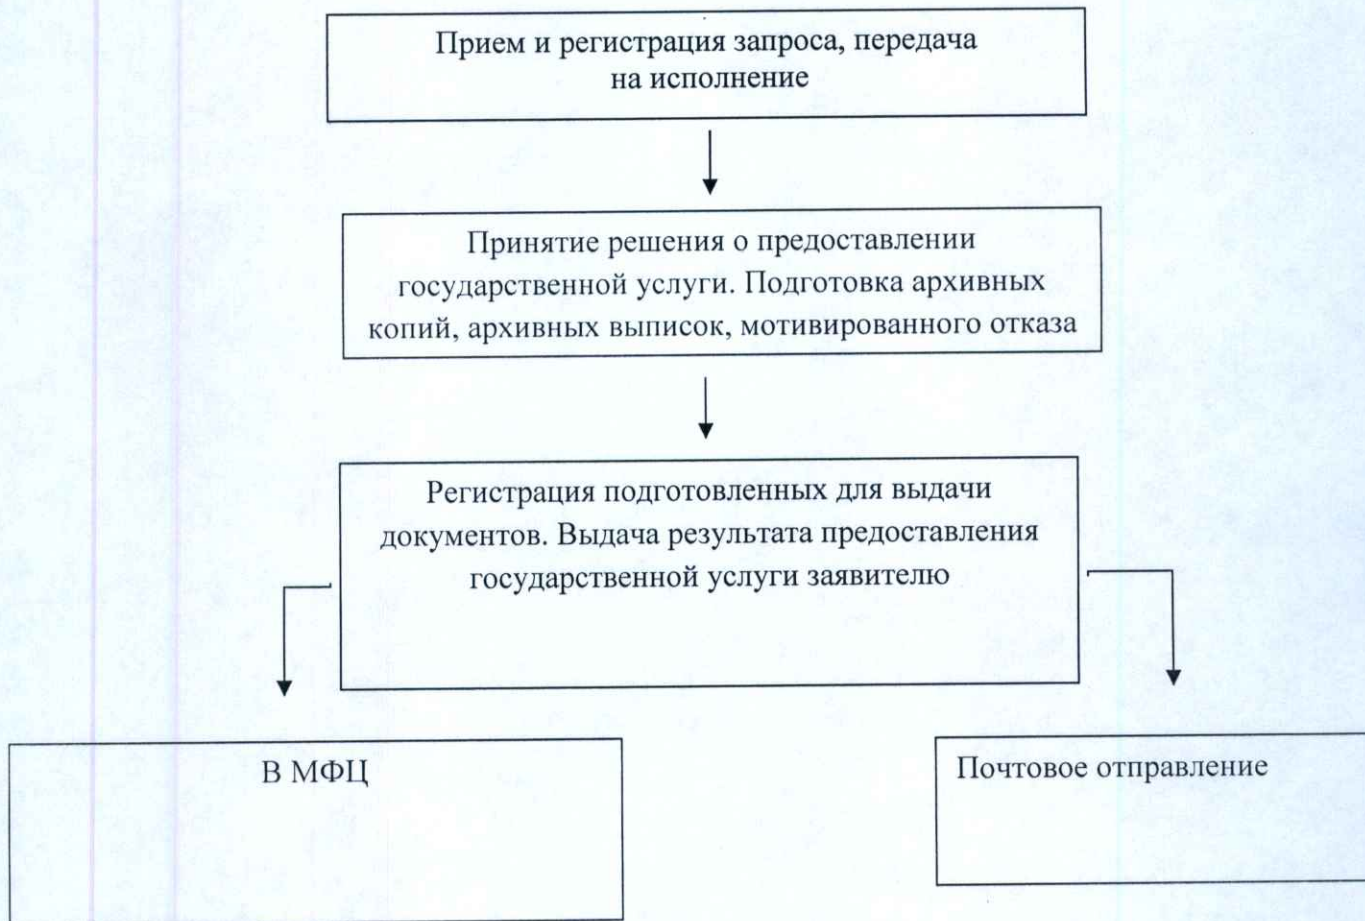 Прием и регистрация запроса, передача
на исполнение
Принятие решения о предоставлении
государственной услуги. Подготовка архивных
копий, архивных выписок, мотивированного отказа
Регистрация подготовленных для выдачи
документов. Выдача результата предоставления
государственной услуги заявителю
В МФЦ
Почтовое отправление